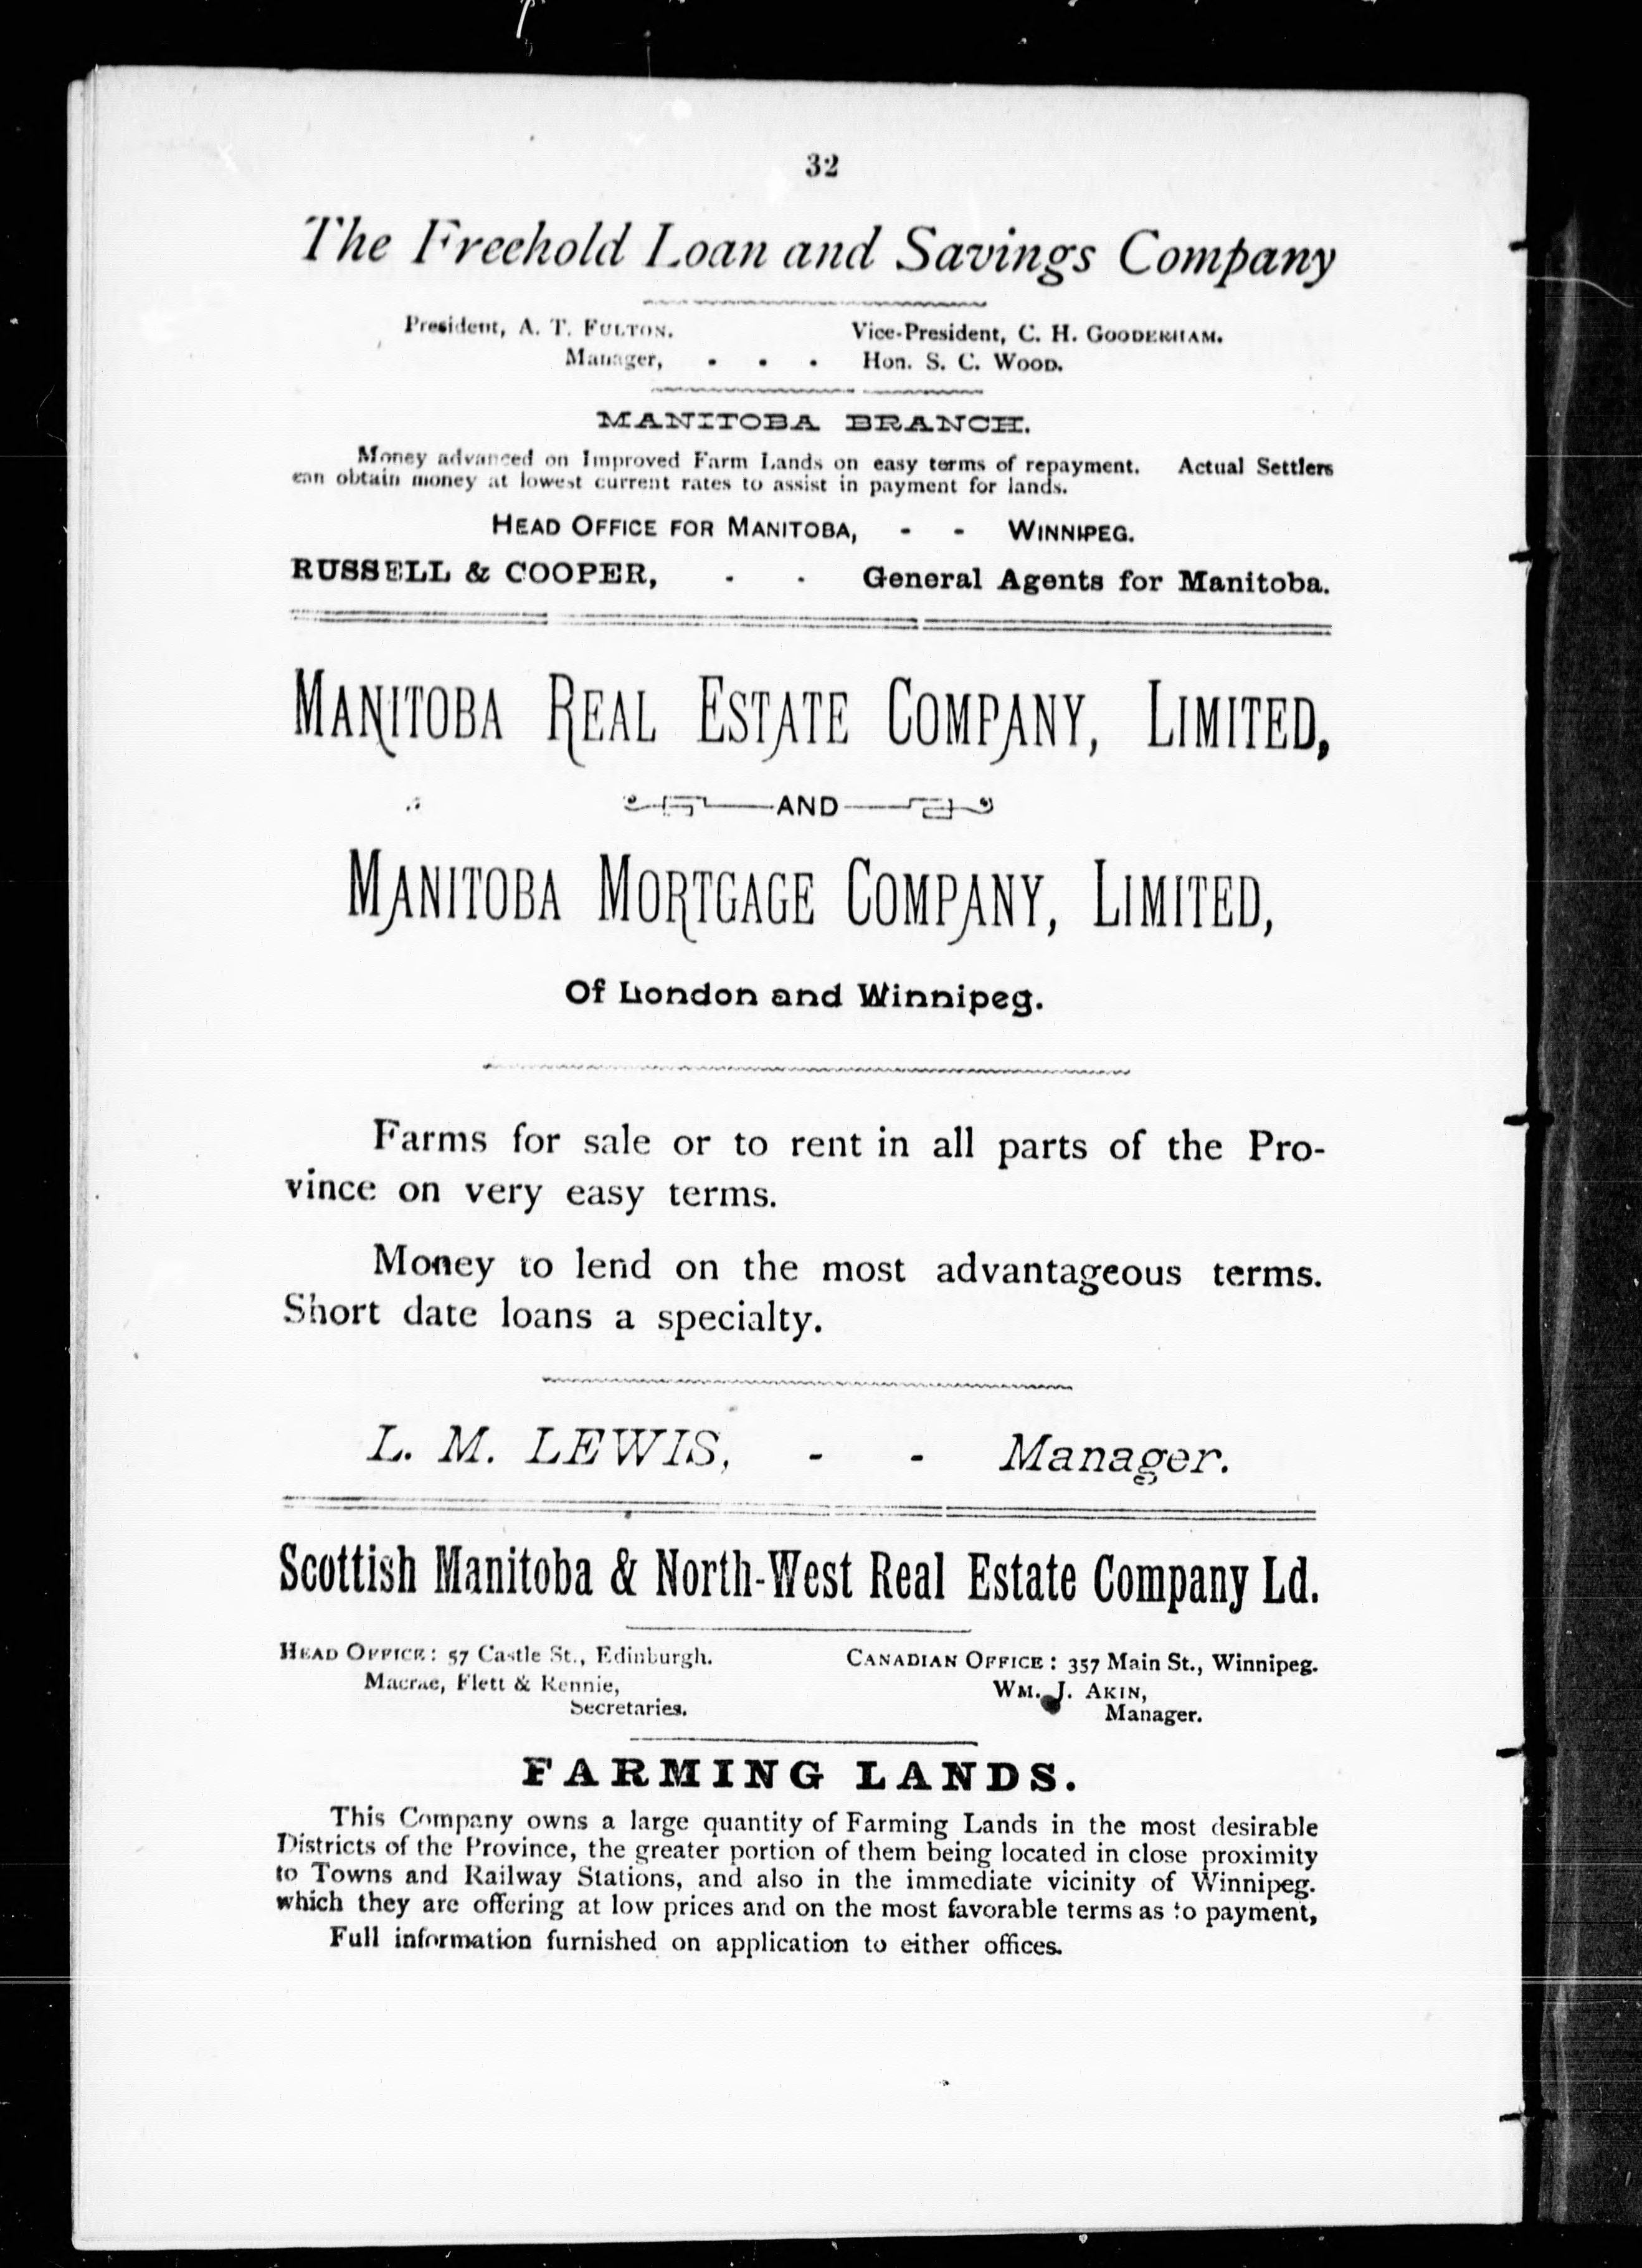 32
The Freehold Loan and Savings Company
President, A. T. FULTON. Vice-President, C. H. GOODERHAM.
Manager, - - - Hon. S. C. WOOD.
MANITOBA BRANCH.
Money advanced on Improved Farm Lands on easy terms of repayment. Actual Settlers
can obtain money at lowest current rates to assist in payment for lands.
HEAD OFFICE FOR MANITOBA, - - WINNIPEG.
RUSSELL & COOPER, - - General Agents for Manitoba.
MANITOBA REAL ESTATE COMPANY, LIMITED,
AND
MANITOBA MORTGAGE COMPANY, LIMITED,
Of London and Winnipeg.
Farms for sale or to rent in all parts of the Pro-
vince on very easy terms.
Money to lend on the most advantageous terms.
Short date loans a specialty.
L. M. LEWIS, - - Manager.
Scottish Manitoba & North-West Real Estate Company Ld.
HEAD OFFICE: 57 Castle St., Edinburgh. CANADIAN OFFICE: 357 Main St., Winnipeg.
Macrae, Flett & Rennie, WM. J. AKIN,
Secretaries. Manager.
FARMING LANDS.
This Company owns a large quantity of Farming Lands in the most desirable
Districts of the Province, the greater portion of them being located in close proximity
to Towns and Railway Stations, and also in the immediate vicinity of Winnipeg.
which they are offering at low prices and on the most favorable terms as to payment,
Full information furnished on application to either offices.